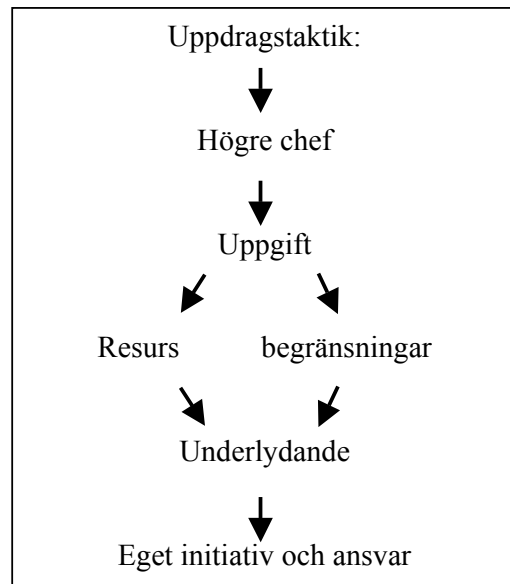 Uppdragstaktik:
Högre chef
Uppgift
Resurs begränsningar
Underlydande
Eget initiativ och ansvar